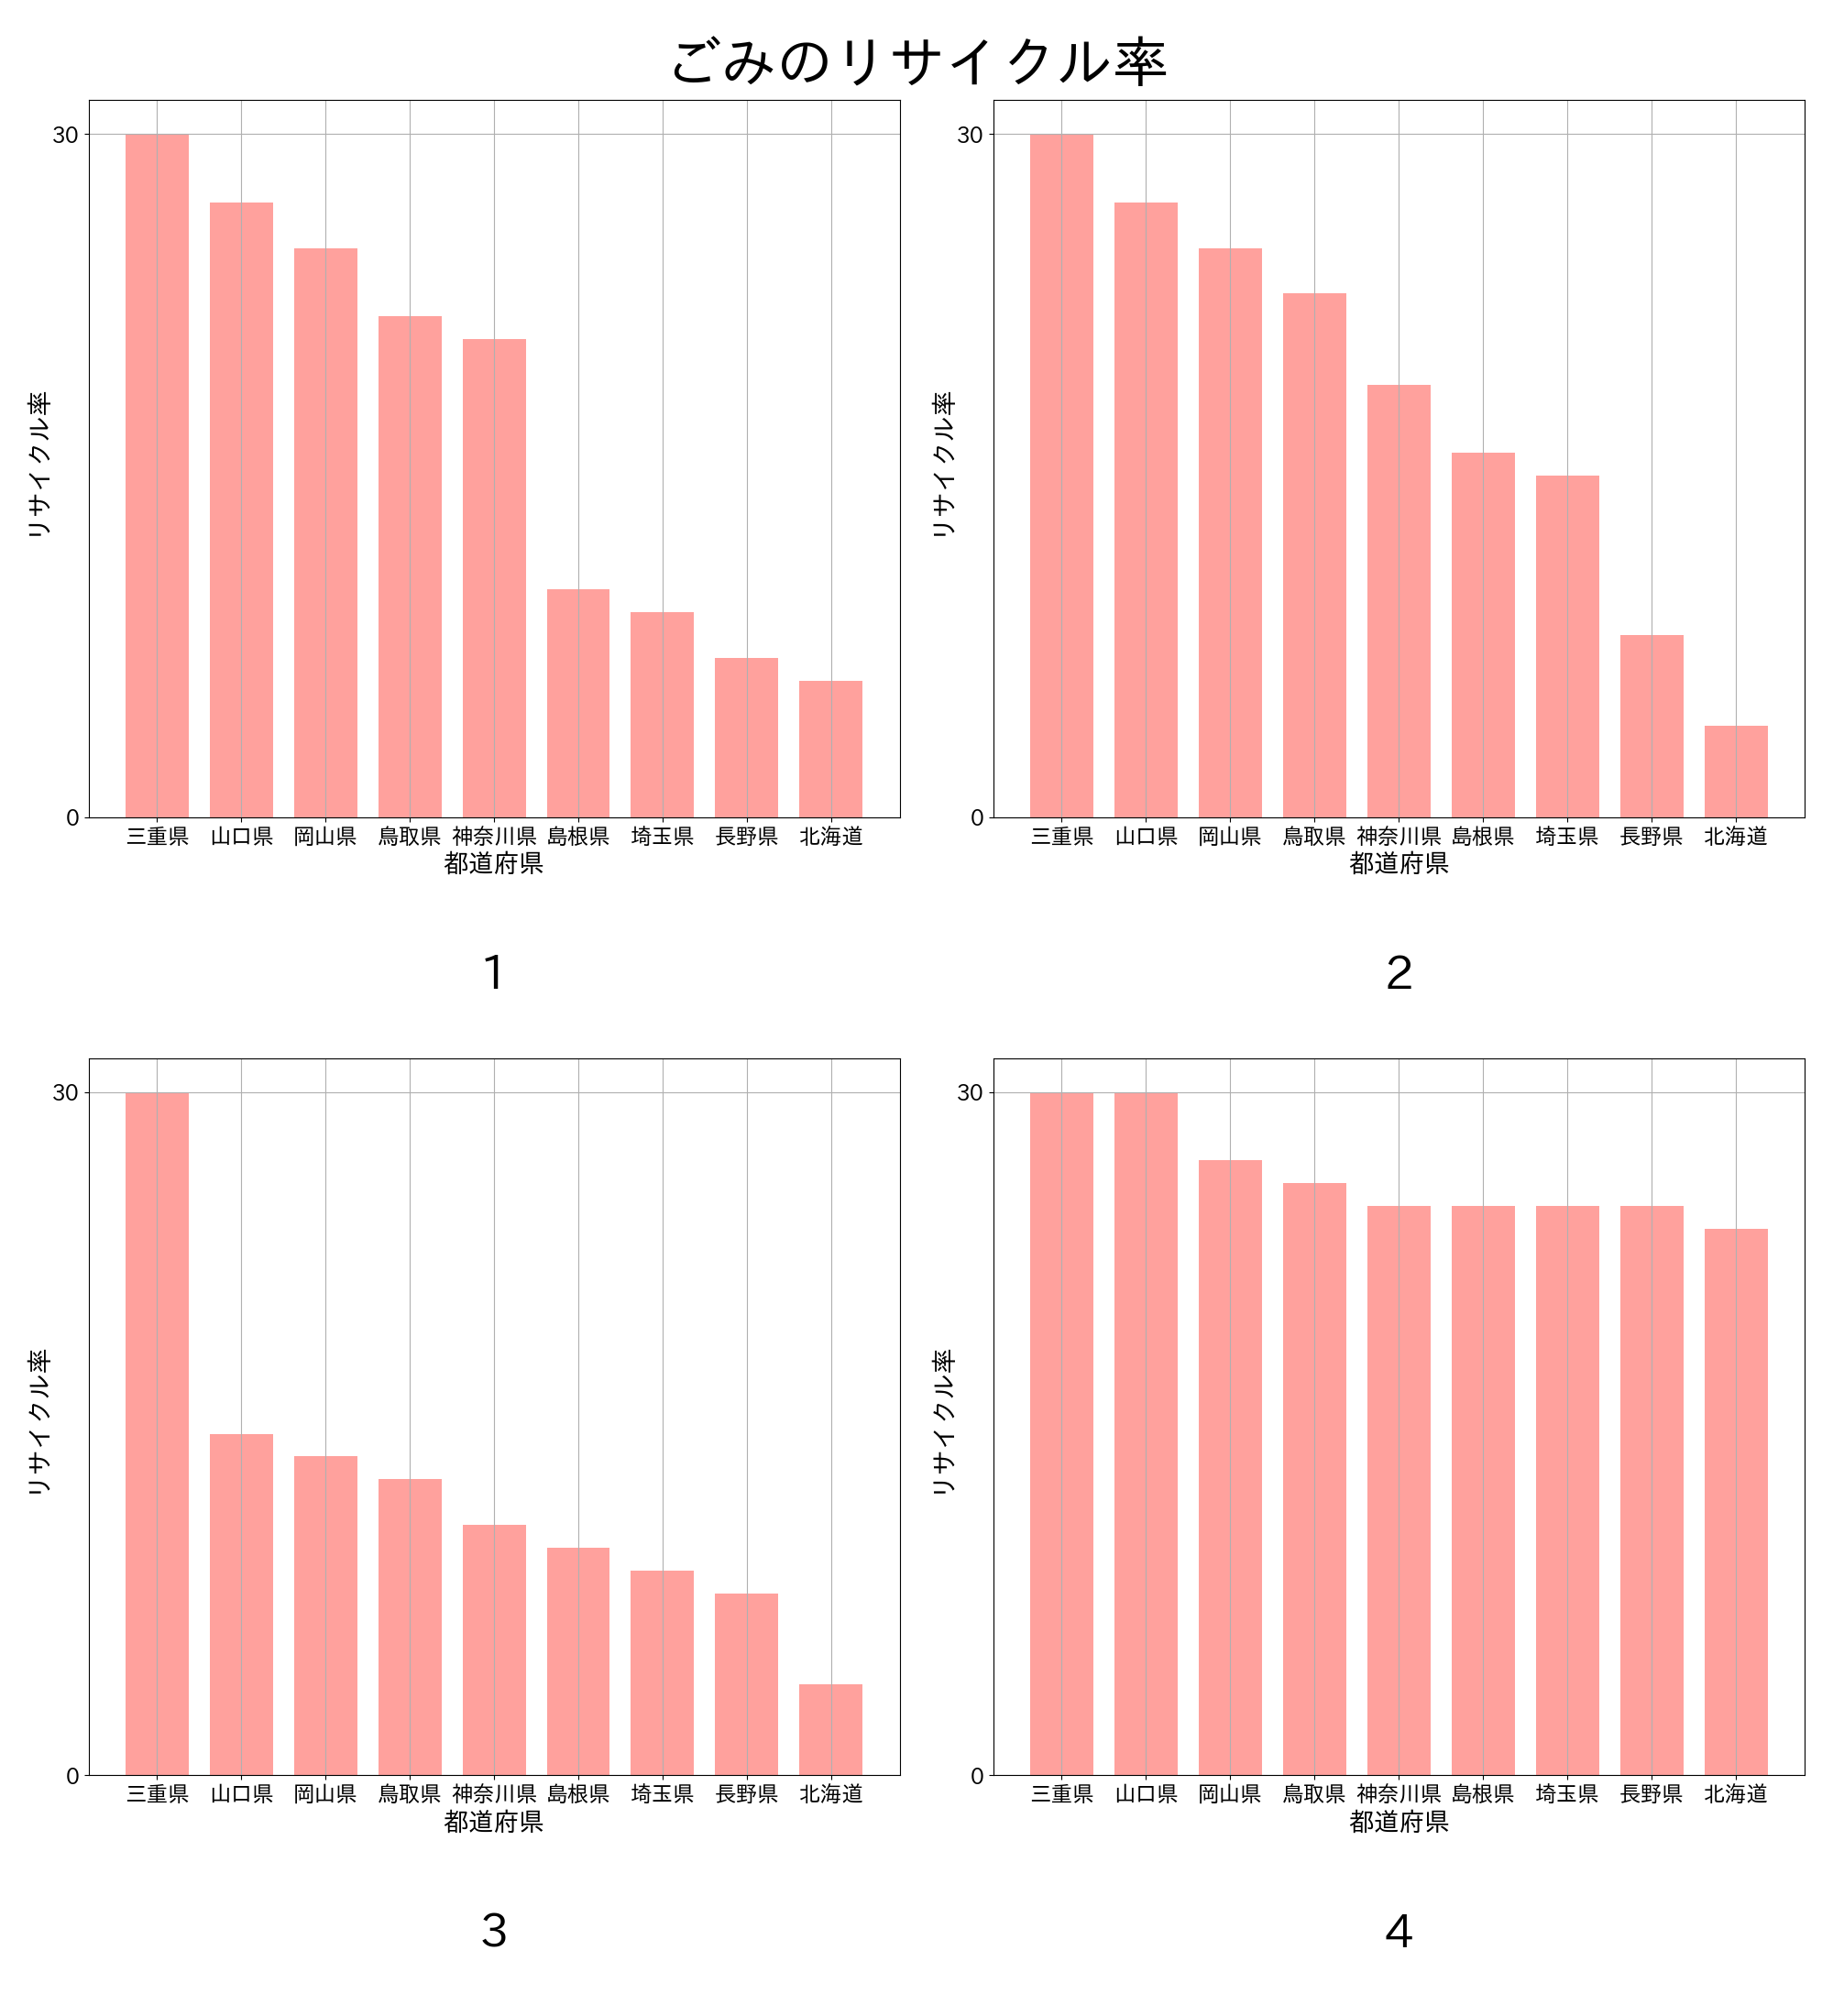 ごみのリサイクル率
30
0
リサイクル率
三重県 山口県 岡山県 鳥取県 神奈川県 島根県 埼玉県 長野県 北海道
都道府県
1
30
0
リサイクル率
三重県 山口県 岡山県 鳥取県 神奈川県 島根県 埼玉県 長野県 北海道
都道府県
2
30
0
リサイクル率
三重県 山口県 岡山県 鳥取県 神奈川県 島根県 埼玉県 長野県 北海道
都道府県
3
30
0
リサイクル率
三重県 山口県 岡山県 鳥取県 神奈川県 島根県 埼玉県 長野県 北海道
都道府県
4